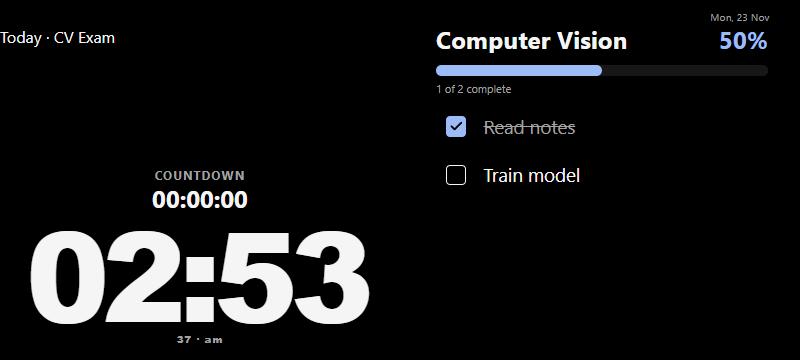 Today · CV Exam
COUNTDOWN
00:00:00
02:53
37 · am
Mon, 23 Nov
Computer Vision
50%
1 of 2 complete
Read notes
Train model